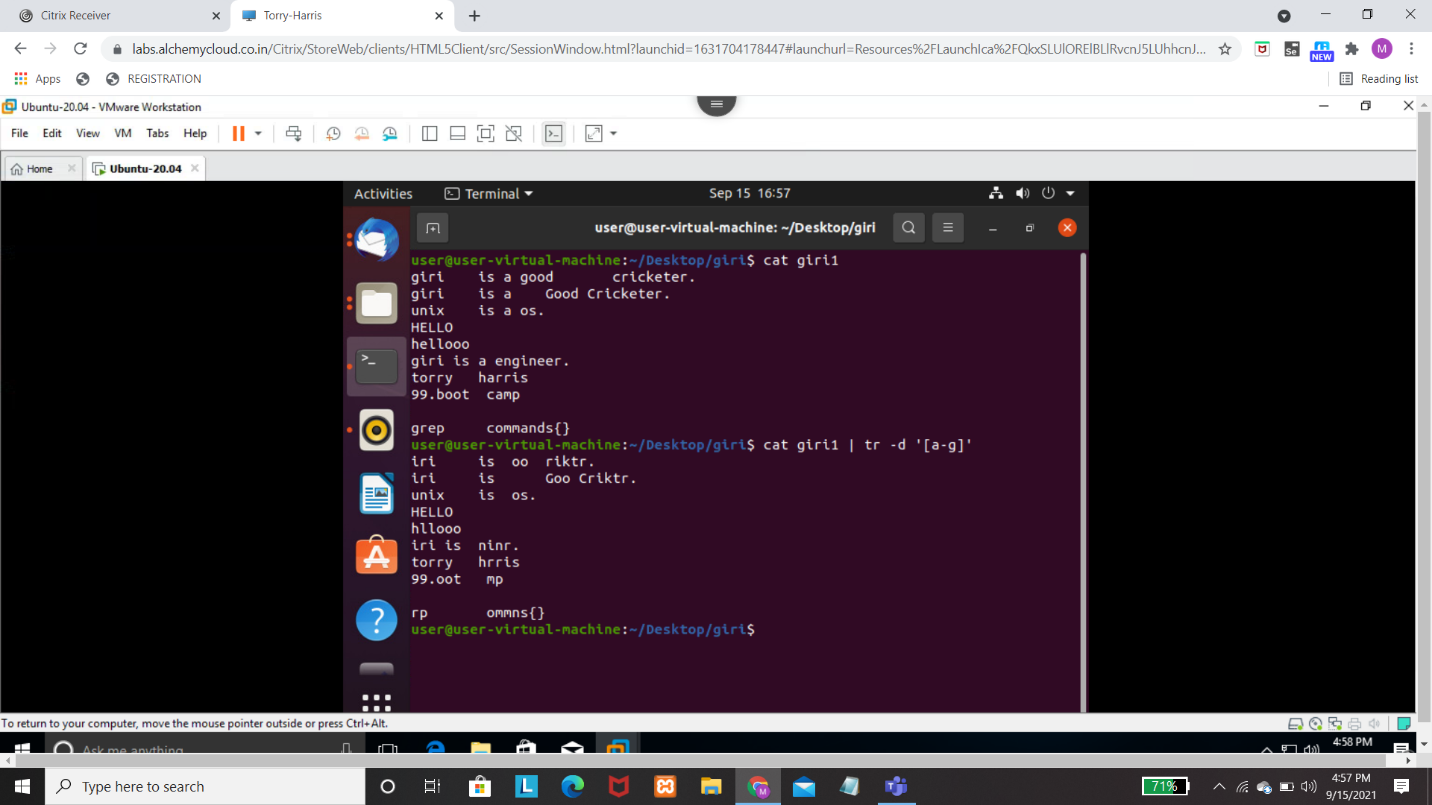 Citrix Receiver
Torry-Harris
labs.alchemycloud.co.in/Citrix/StoreWeb/clients/HTML5Client/src/SessionWindow.html?launchid=1631704178447#launchurl=Resources%2FLaunchIca%2FQkxSLUlORElBLlRvcnJ5LUhhcnJ...
Se
NEW
M
Apps
REGISTRATION
Reading list
Ubuntu-20.04 - VMware Workstation
File Edit View VM Tabs Help
Home
Ubuntu-20.04
Activities Terminal Sep 15 16:57
user@user-virtual-machine: ~/Desktop/giri
user@user-virtual-machine:~/Desktop/giri$ cat giri1
giri    is a good       cricketer.
giri    is a    Good Cricketer.
unix    is a os.
HELLO
hellooo
giri is a engineer.
torry   harris
99.boot  camp
grep     commands{}
user@user-virtual-machine:~/Desktop/giri$ cat giri1 | tr -d '[a-g]'
iri     is  oo  riktr.
iri     is      Goo Criktr.
unix    is  os.
HELLO
hllooo
iri is  ninr.
torry   hrris
99.oot   mp
rp       ommns{}
user@user-virtual-machine:~/Desktop/giri$
To return to your computer, move the mouse pointer outside or press Ctrl+Alt.
Ask me anything
4:58 PM
Type here to search
L
M
71%
4:57 PM
9/15/2021